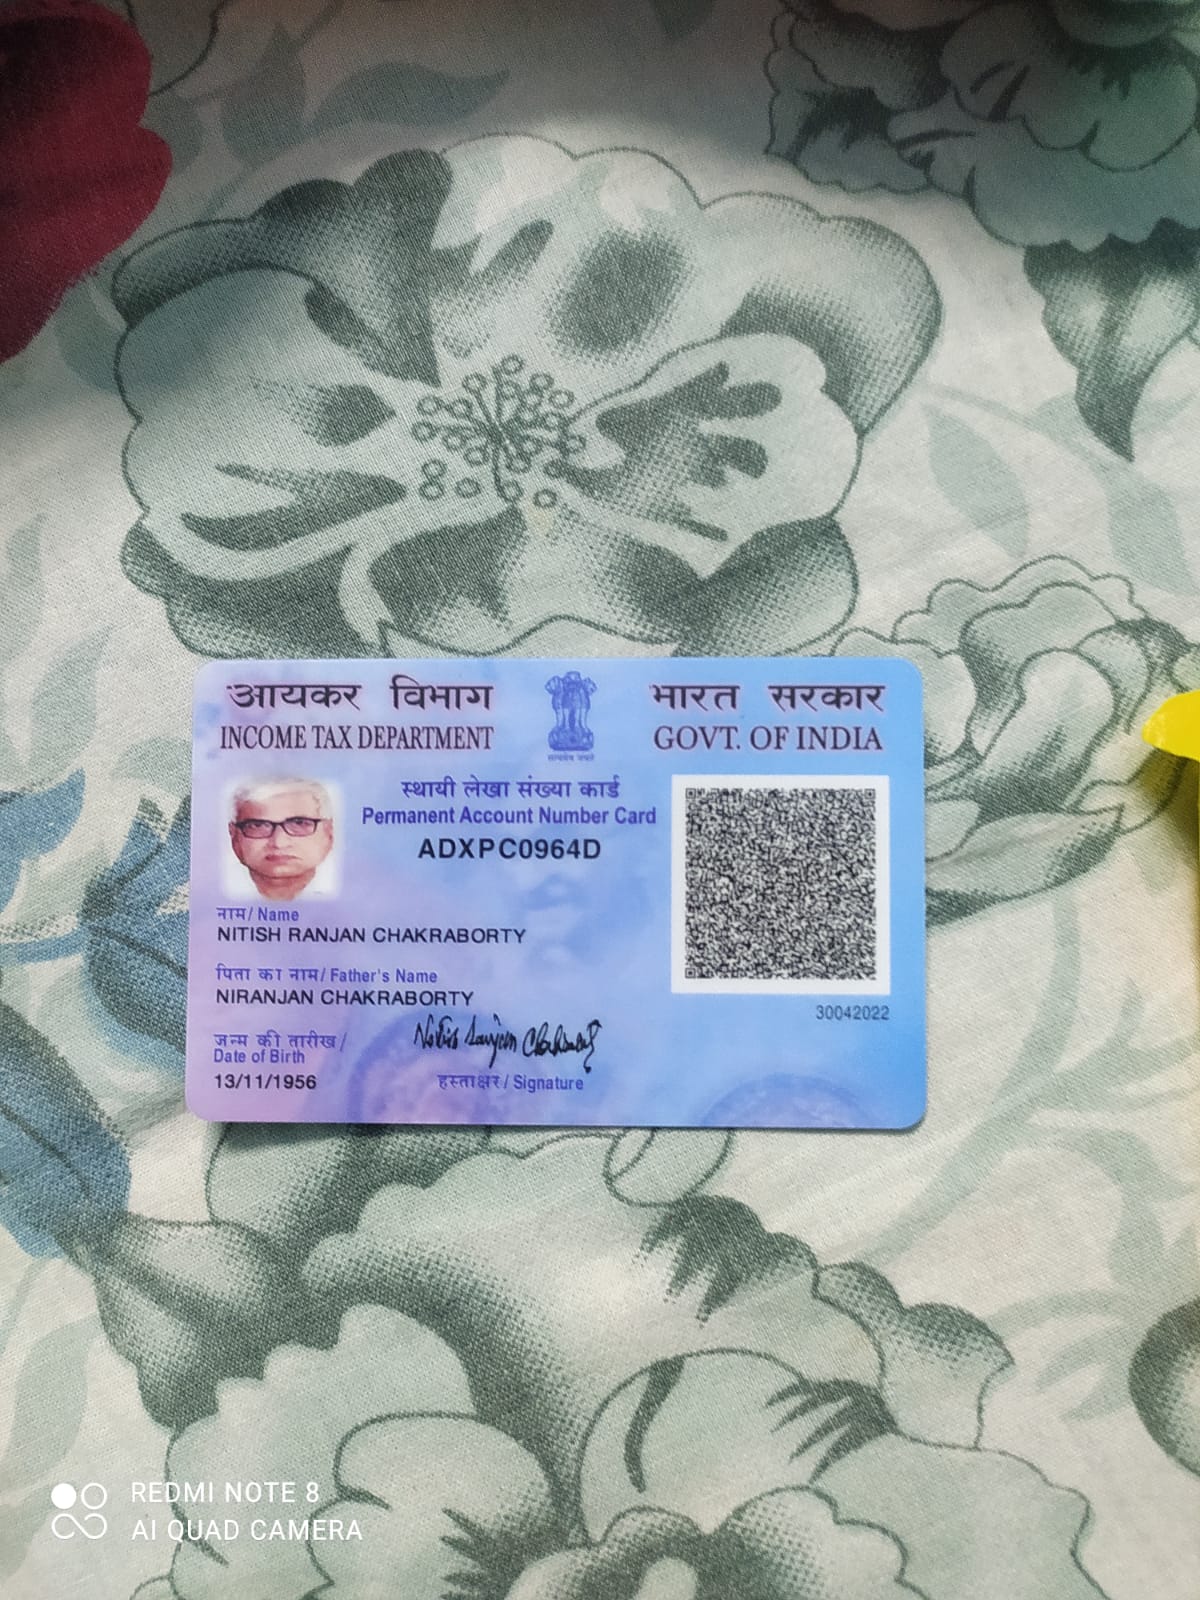 आयकर विभाग
INCOME TAX DEPARTMENT
भारत सरकार
GOVT. OF INDIA
सत्यमेव जयते
स्थायी लेखा संख्या कार्ड
Permanent Account Number Card
ADXPC0964D
नाम/ Name
NITISH RANJAN CHAKRABORTY
पिता का नाम/ Father's Name
NIRANJAN CHAKRABORTY
जन्म की तारीख/
Date of Birth
13/11/1956
Nitish Ranjan Chakraborty
हस्ताक्षर/ Signature
30042022
REDMI NOTE 8
AI QUAD CAMERA